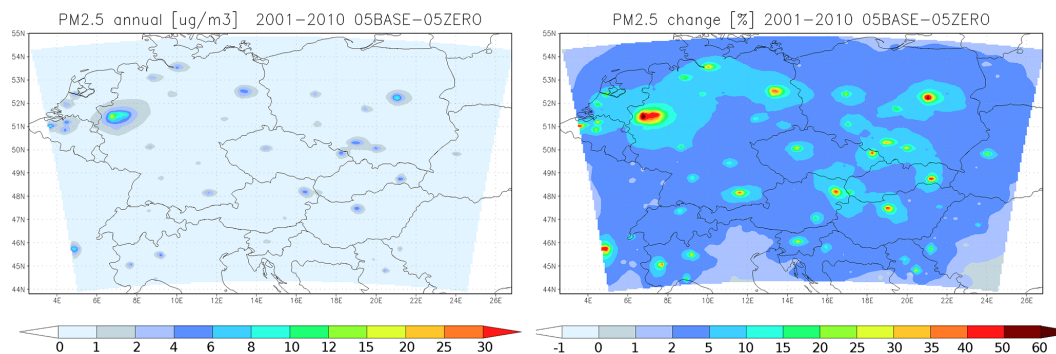 PM2.5 annual [ug/m3] 2001-2010 05BASE-05ZERO
55N
54N
53N
52N
51N
50N
49N
48N
47N
46N
45N
44N
4E 6E 8E 10E 12E 14E 16E 18E 20E 22E 24E 26E
0 1 2 4 6 8 10 12 15 20 25 30
PM2.5 change [%] 2001-2010 05BASE-05ZERO
55N
54N
53N
52N
51N
50N
49N
48N
47N
46N
45N
44N
4E 6E 8E 10E 12E 14E 16E 18E 20E 22E 24E 26E
-1 0 1 2 5 10 15 20 25 30 35 40 50 60